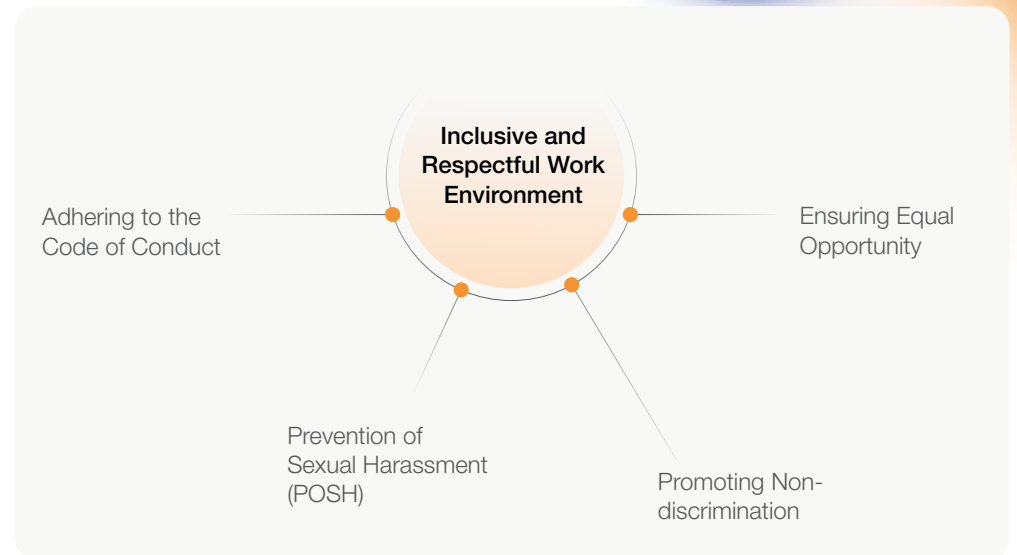 Inclusive and
Respectful Work
Environment
Adhering to the
Code of Conduct
Ensuring Equal
Opportunity
Prevention of
Sexual Harassment
(POSH)
Promoting Non-
discrimination